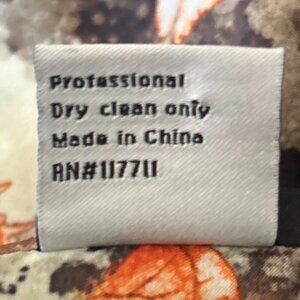 Professional
Dry clean only
Made in China
RN#117711